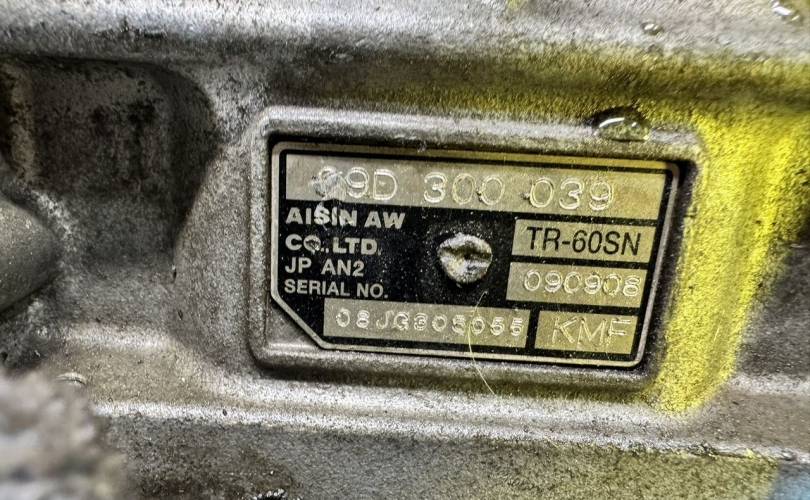 09D 300 039
AISIN AW
CO.,LTD.
TR-60SN
JP AN2
090908
SERIAL NO.
08JG805055 KMF